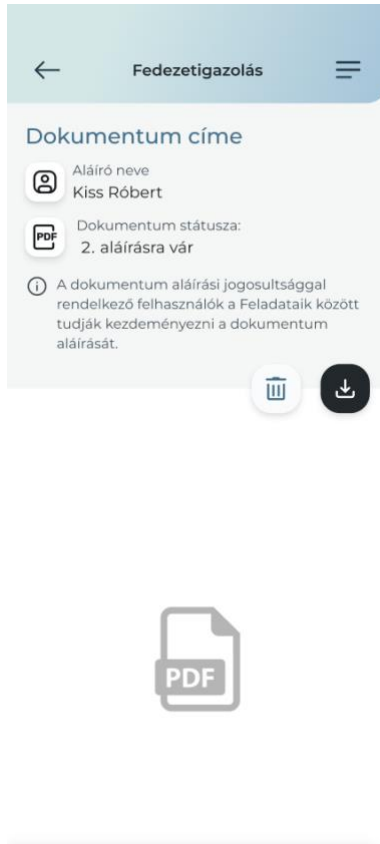 Fedezetigazolás
Dokumentum címe
Aláíró neve
Kiss Róbert
PDF
Dokumentum státusza:
2. aláírásra vár
A dokumentum aláírási jogosultsággal
rendelkező felhasználók a Feladataik között
tudják kezdeményezni a dokumentum
aláírását.
PDF